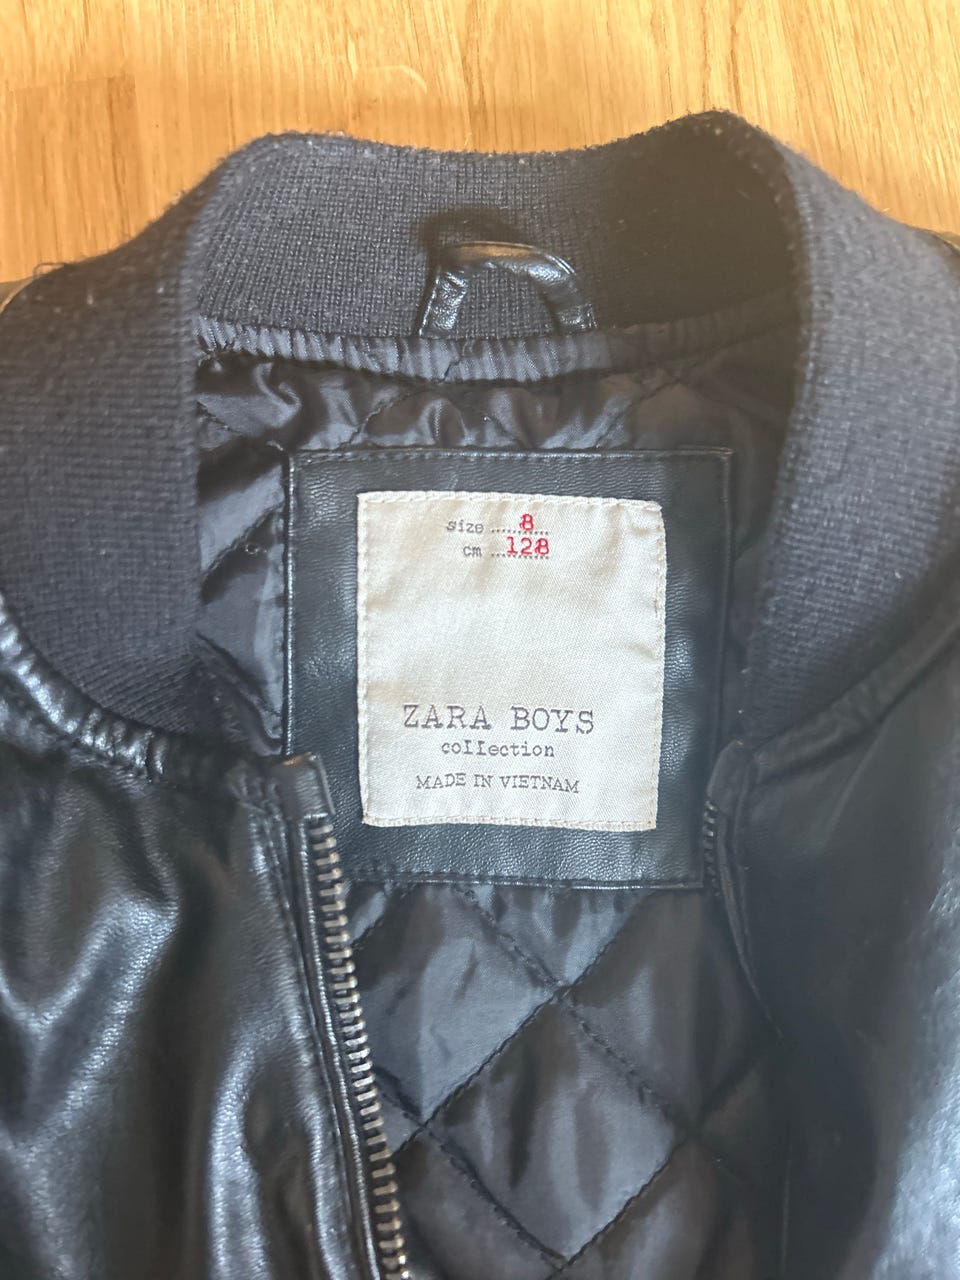 size ...... 8
cm ... 128
ZARA BOYS
collection
MADE IN VIETNAM